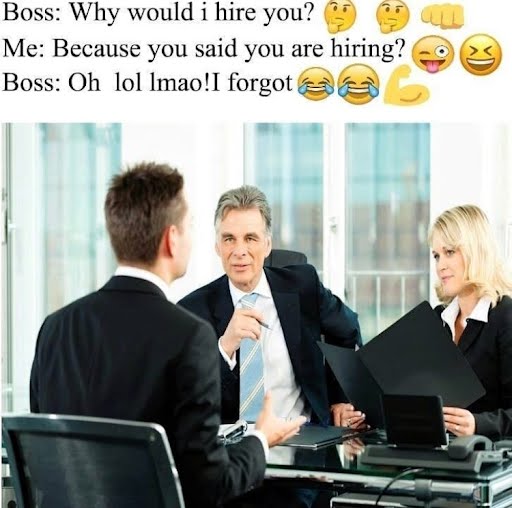 Boss: Why would i hire you? 🤔 🤔 👊
Me: Because you said you are hiring? 😜 😆
Boss: Oh lol lmao!I forgot 😂 😂 💪